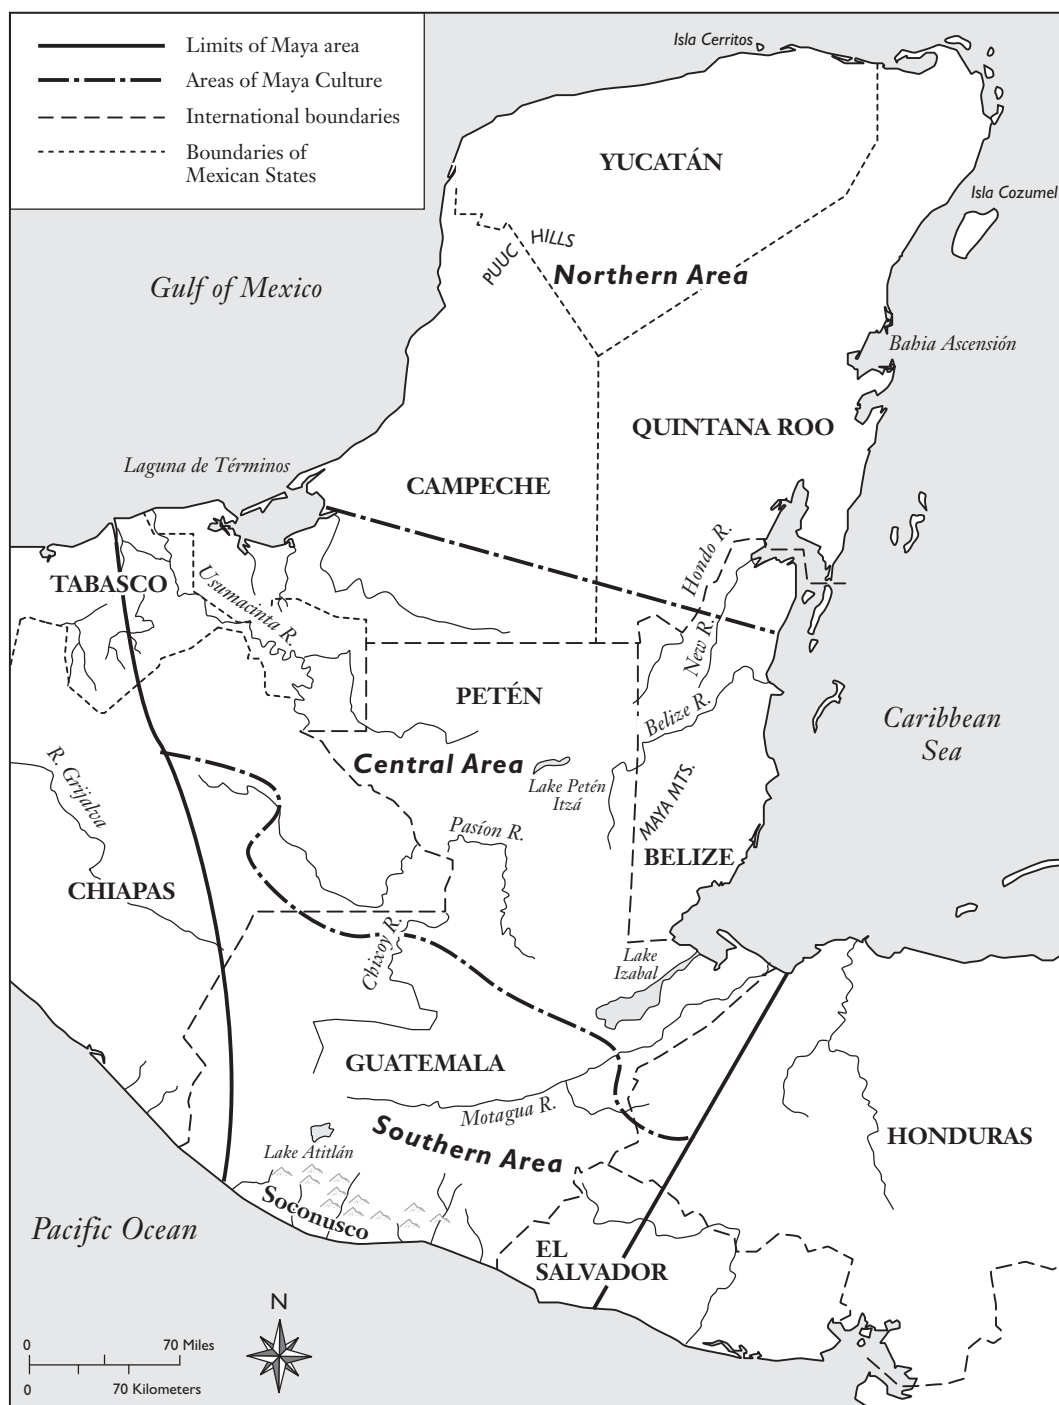 Limits of Maya area
Areas of Maya Culture
International boundaries
Boundaries of
Mexican States
Isla Cerritos
YUCATÁN
Isla Cozumel
PUUC HILLS
Northern Area
Gulf of Mexico
Bahia Ascensión
QUINTANA ROO
Laguna de Términos
CAMPECHE
Hondo R.
TABASCO
Usumacinta R.
New R.
PETÉN
Belize R.
Caribbean
Sea
Central Area
R. Grijalva
Lake Petén
Itzá
MAYA MTS.
Pasíon R.
BELIZE
CHIAPAS
Chixoy R.
Lake
Izabal
GUATEMALA
Motagua R.
Southern Area
HONDURAS
Lake Atitlán
Soconusco
Pacific Ocean
EL
SALVADOR
N
0
70 Miles
0
70 Kilometers